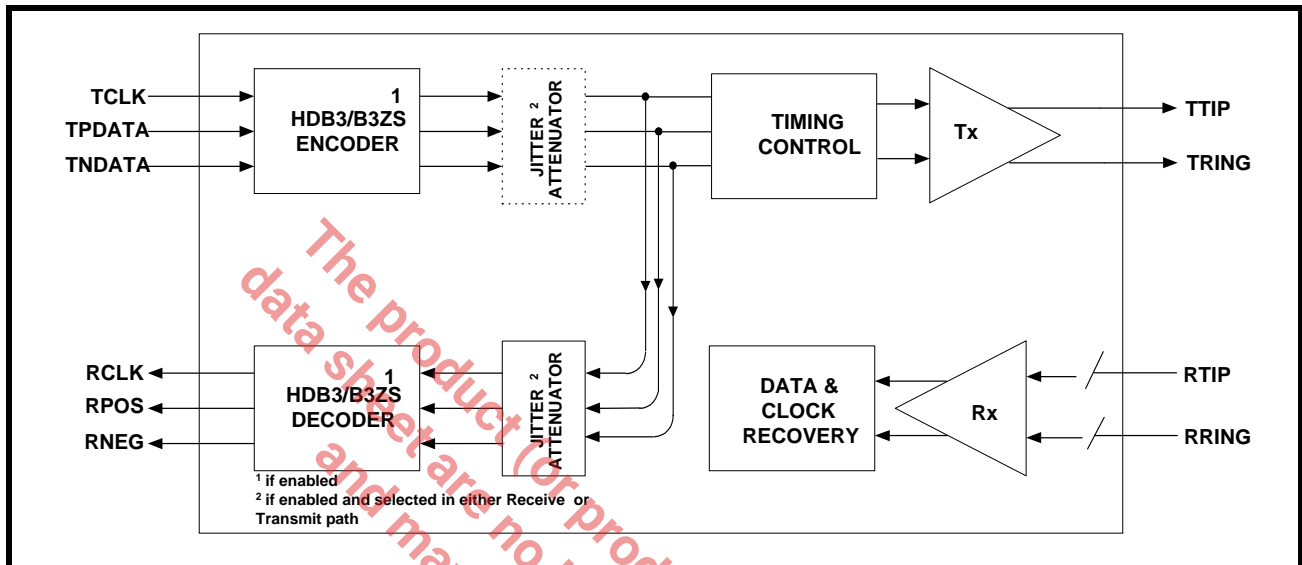 TCLK
TPDATA
TNDATA
1
HDB3/B3ZS
ENCODER
JITTER 2
ATTENUATOR
TIMING
CONTROL
Tx
TTIP
TRING
RCLK
RPOS
RNEG
1
HDB3/B3ZS
DECODER
JITTER 2
ATTENUATOR
DATA &
CLOCK
RECOVERY
Rx
RTIP
RRING
1 if enabled
2 if enabled and selected in either Receive or
Transmit path
The product (or prod
data sheet are no
and ma